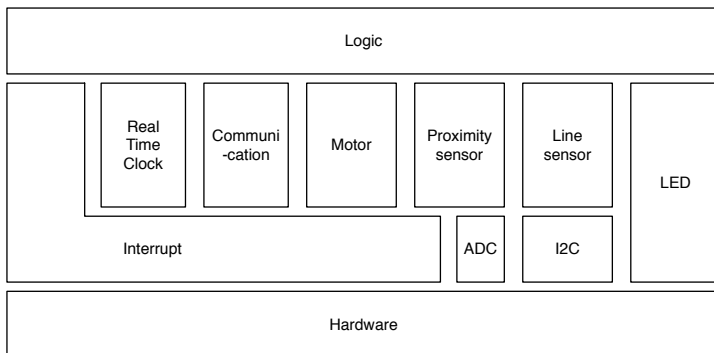 Logic
Real
Time
Clock
Communi
-cation
Motor
Proximity
sensor
Line
sensor
LED
Interrupt
ADC
I2C
Hardware